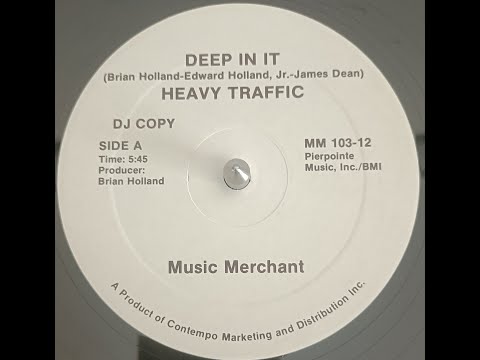 DEEP IN IT
(Brian Holland-Edward Holland, Jr.-James Dean)
HEAVY TRAFFIC
DJ COPY
SIDE A
Time: 5:45
Producer:
Brian Holland
MM 103-12
Pierpointe
Music, Inc./BMI
Music Merchant
A Product of Contempo Marketing and Distribution Inc.